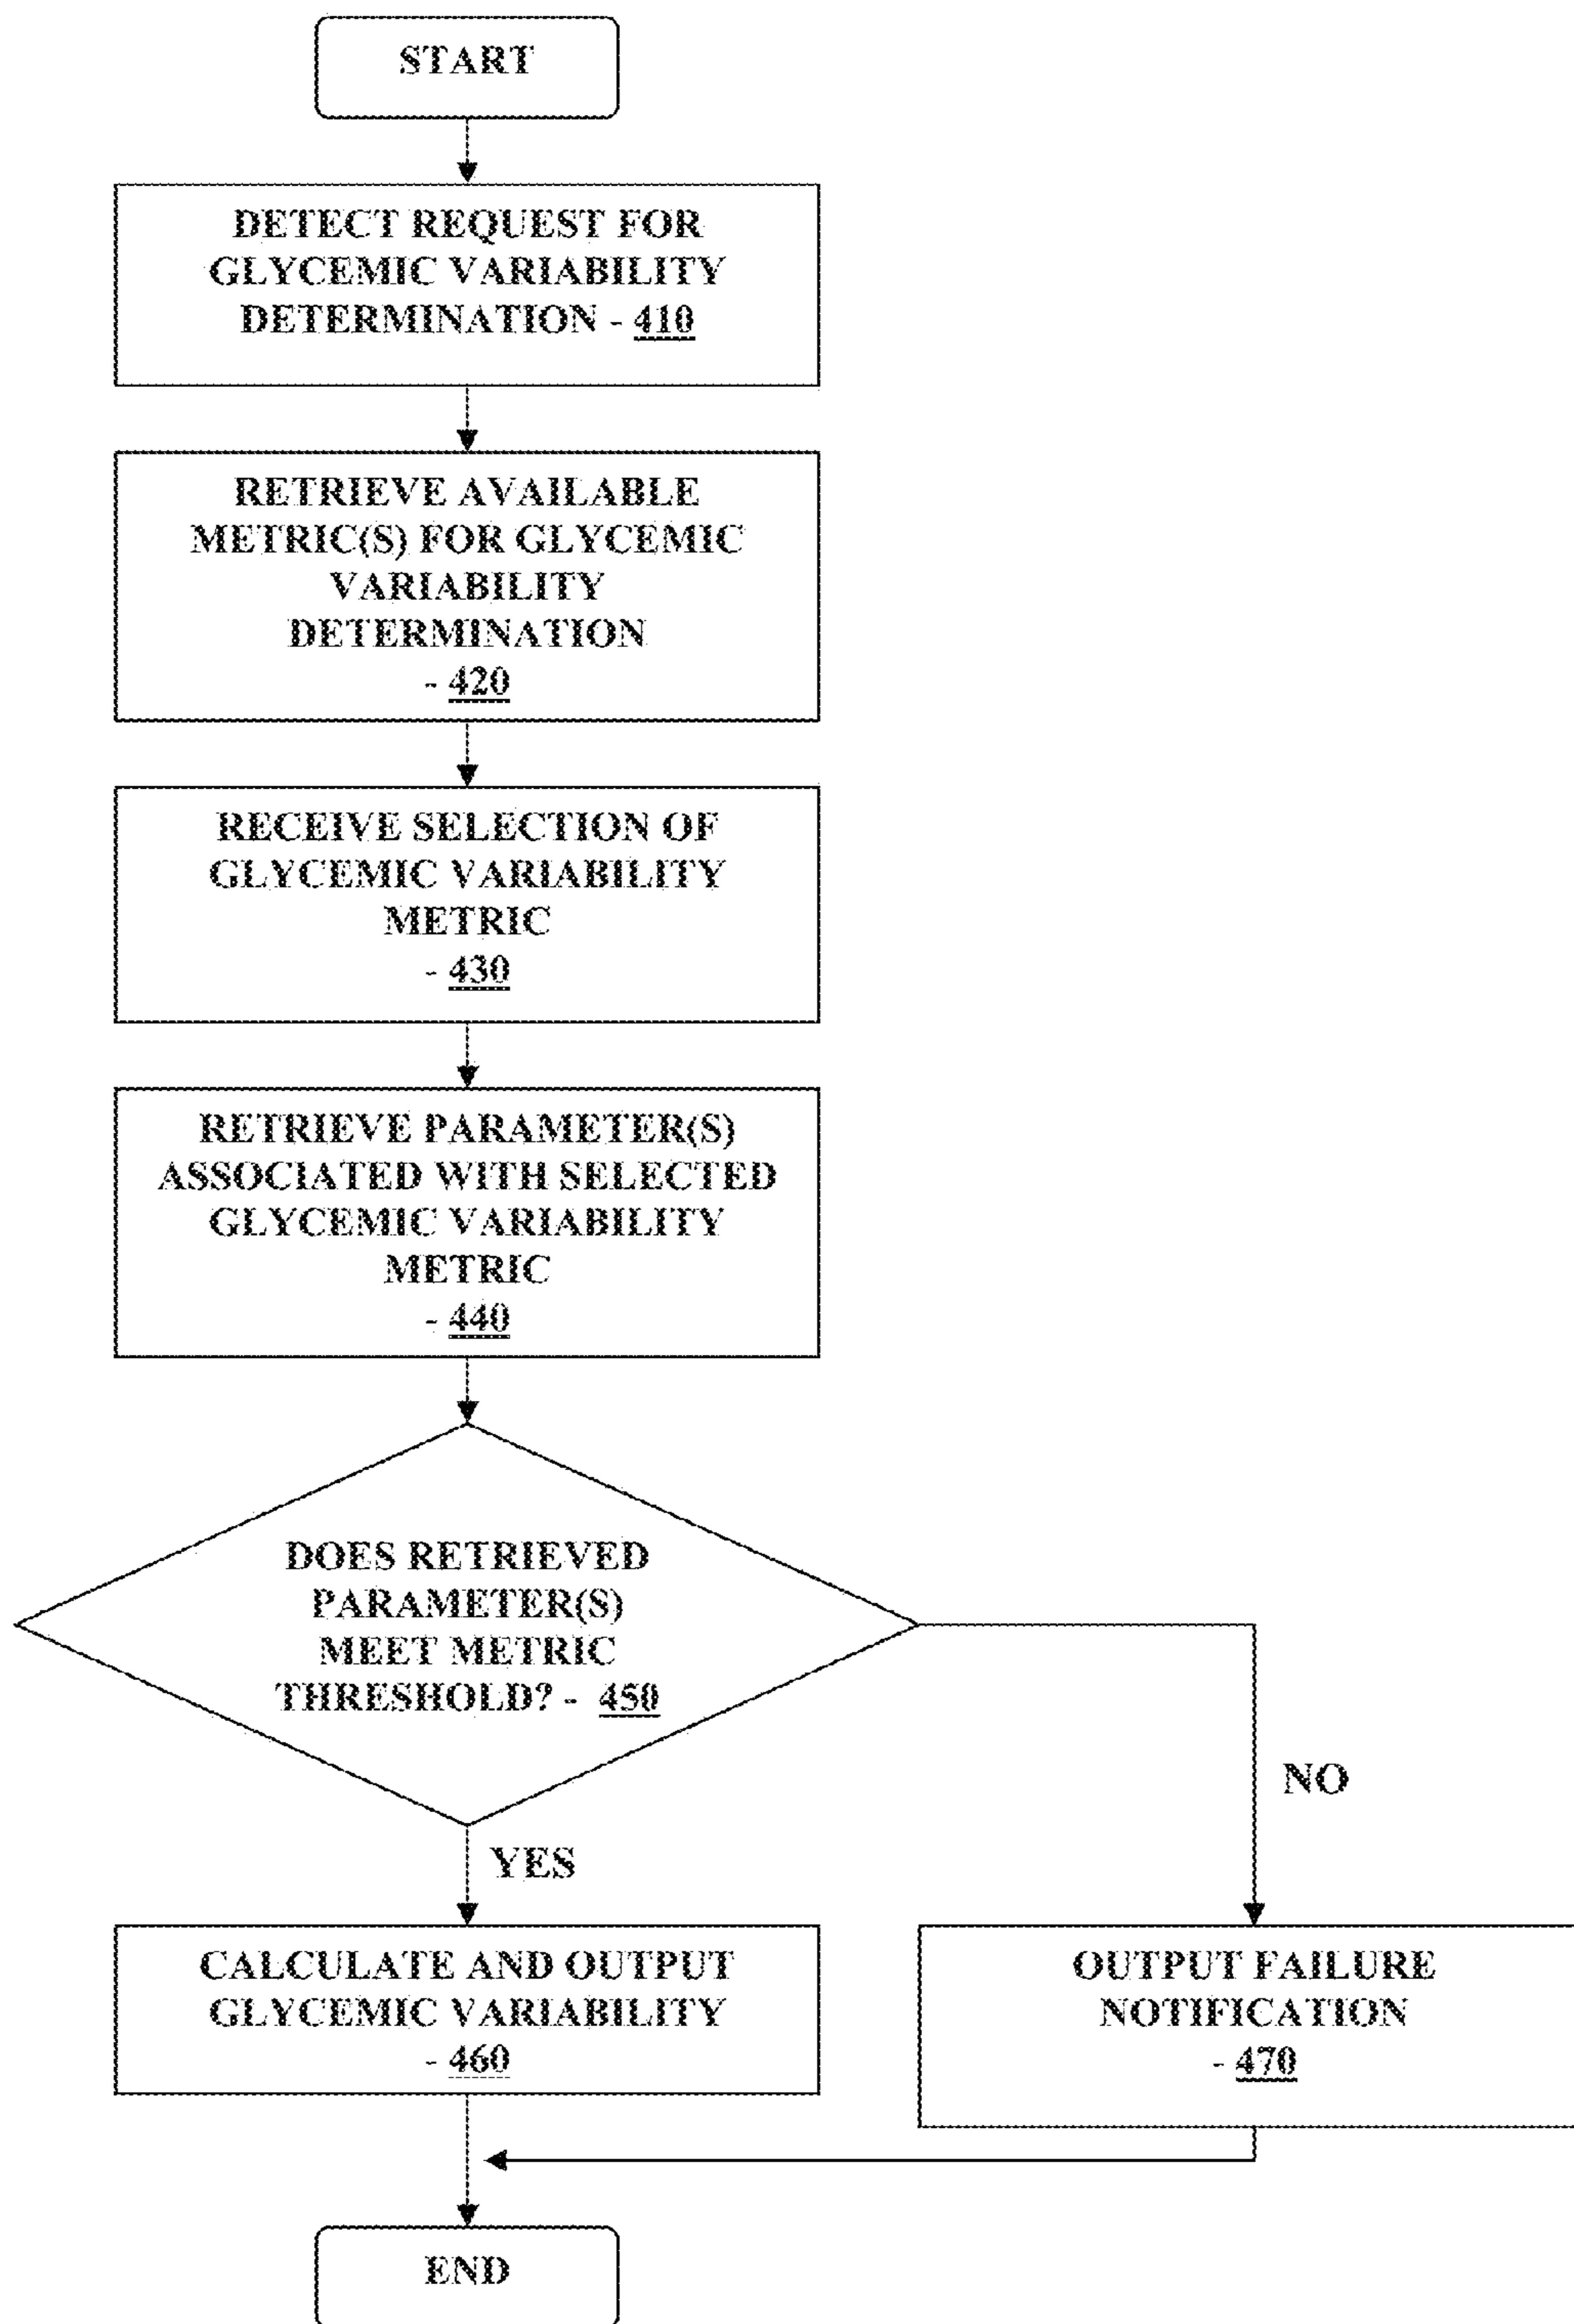 START
DETECT REQUEST FOR
GLYCEMIC VARIABILITY
DETERMINATION - 410
RETRIEVE AVAILABLE
METRIC(S) FOR GLYCEMIC
VARIABILITY
DETERMINATION
- 420
RECEIVE SELECTION OF
GLYCEMIC VARIABILITY
METRIC
- 430
RETRIEVE PARAMETER(S)
ASSOCIATED WITH SELECTED
GLYCEMIC VARIABILITY
METRIC
- 440
DOES RETRIEVED
PARAMETER(S)
MEET METRIC
THRESHOLD? - 450
NO
YES
CALCULATE AND OUTPUT
GLYCEMIC VARIABILITY
- 460
OUTPUT FAILURE
NOTIFICATION
- 470
END